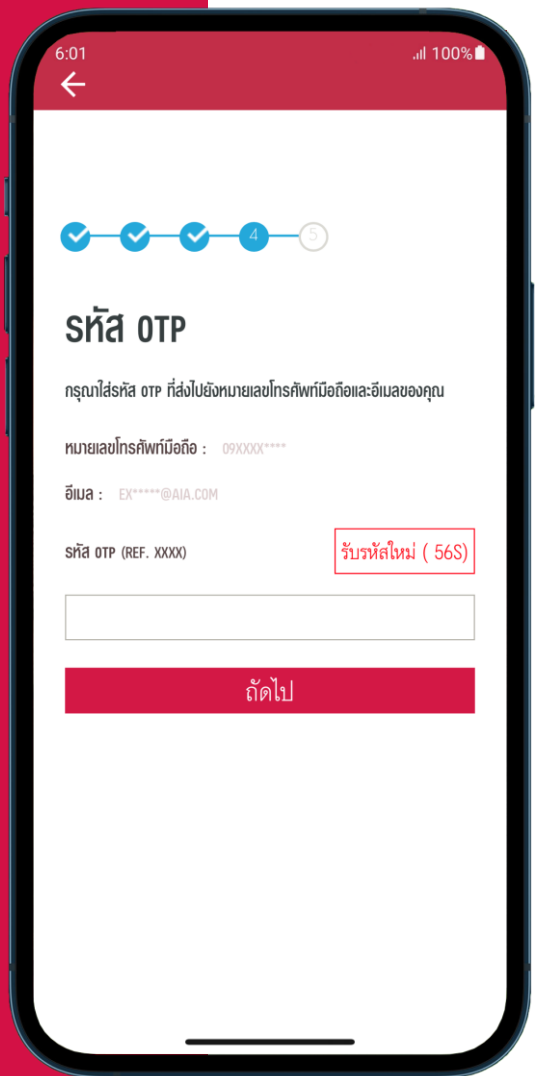 6:01 100%
4 5
รหัส OTP
กรุณาใส่รหัส OTP ที่ส่งไปยังหมายเลขโทรศัพท์มือถือและอีเมลของคุณ
หมายเลขโทรศัพท์มือถือ : 09XXXX****
อีเมล : EX*****@AIA.COM
รหัส OTP (REF. XXXX) รับรหัสใหม่ ( 56S)
ถัดไป